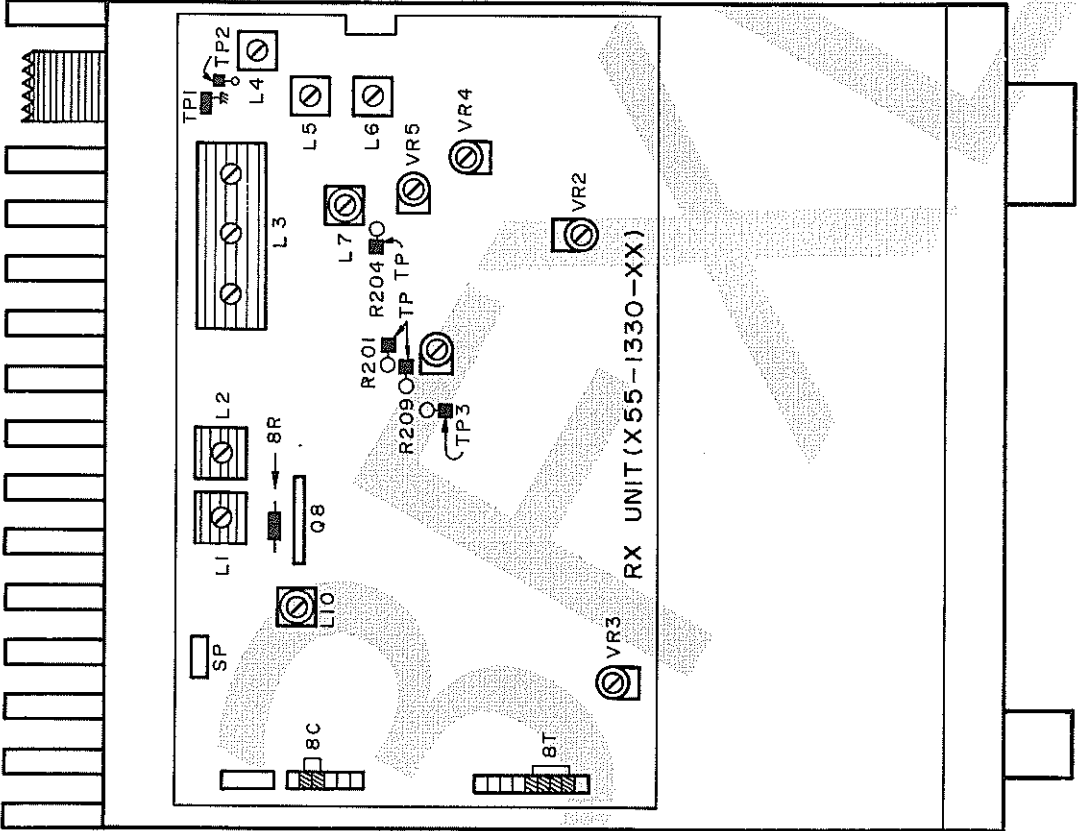 TP1
TP2
SP
L1
L2
L4
8R
L3
L5
Q8
L10
8C
L7
L6
R201
R204
TP
TP
R209
VR5
TP3
VR4
8T
VR2
VR3
RX UNIT (X55-1330-XX)